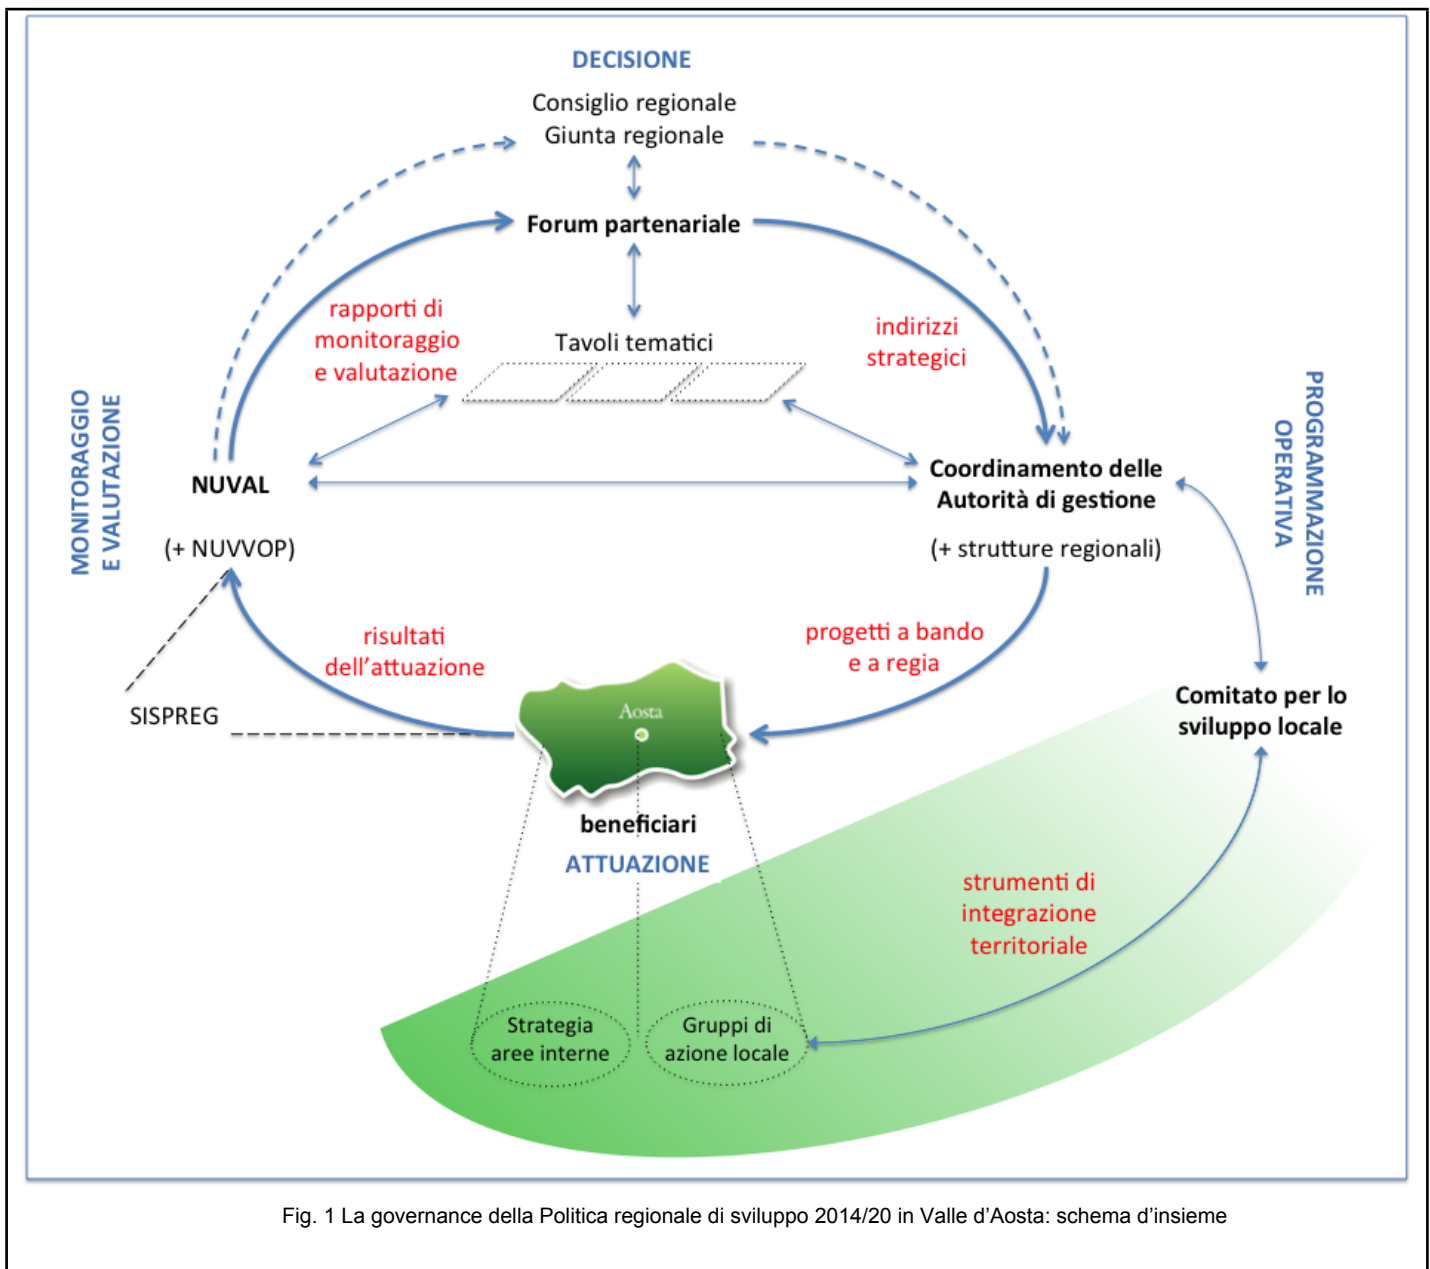 DECISIONE
Consiglio regionale
Giunta regionale
Forum partenariale
rapporti di
monitoraggio
e valutazione
Tavoli tematici
indirizzi
strategici
MONITORAGGIO
E VALUTAZIONE
PROGRAMMAZIONE
OPERATIVA
NUVAL
(+ NUVVOP)
Coordinamento delle
Autorità di gestione
(+ strutture regionali)
risultati
dell'attuazione
progetti a bando
e a regia
SISPREG
Aosta
Comitato per lo
sviluppo locale
beneficiari
ATTUAZIONE
strumenti di
integrazione
territoriale
Strategia
aree interne
Gruppi di
azione locale
Fig. 1 La governance della Politica regionale di sviluppo 2014/20 in Valle d'Aosta: schema d'insieme